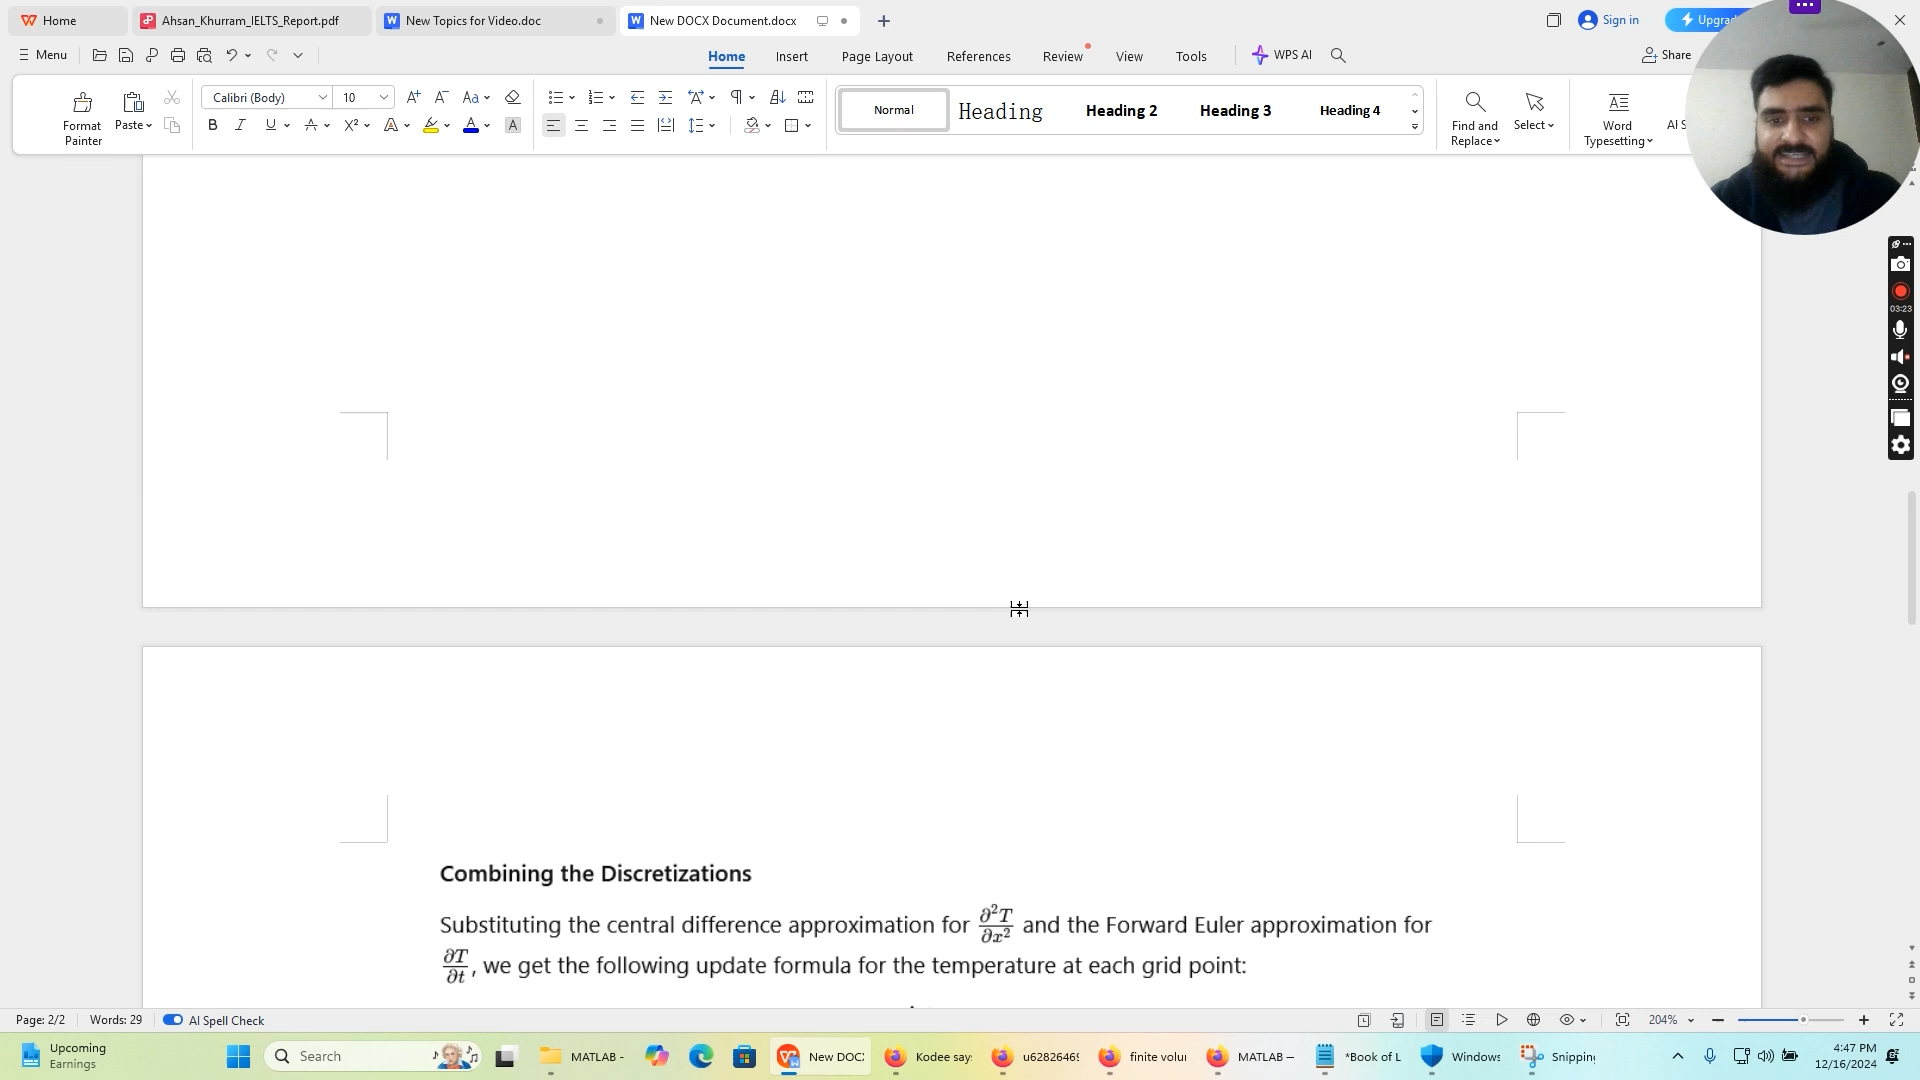 Home Ahsan_Khurram_IELTS_Report.pdf New Topics for Video.doc New DOCX Document.docx Sign in
Menu Home Insert Page Layout References Review View Tools WPS AI Share
Calibri (Body) 10 Aa
Format Painter Paste Normal Heading Heading 2 Heading 3 Heading 4 Find and Replace Select Word Typesetting
03:23
Combining the Discretizations
Substituting the central difference approximation for ∂²T/∂x² and the Forward Euler approximation for
∂T/∂t, we get the following update formula for the temperature at each grid point:
Page: 2/2 Words: 29 AI Spell Check 204%
Upcoming Earnings Search MATLAB - New DOC Kodee say: finite volu MATLAB — *Book of L Windows Snipping 4:47 PM
12/16/2024